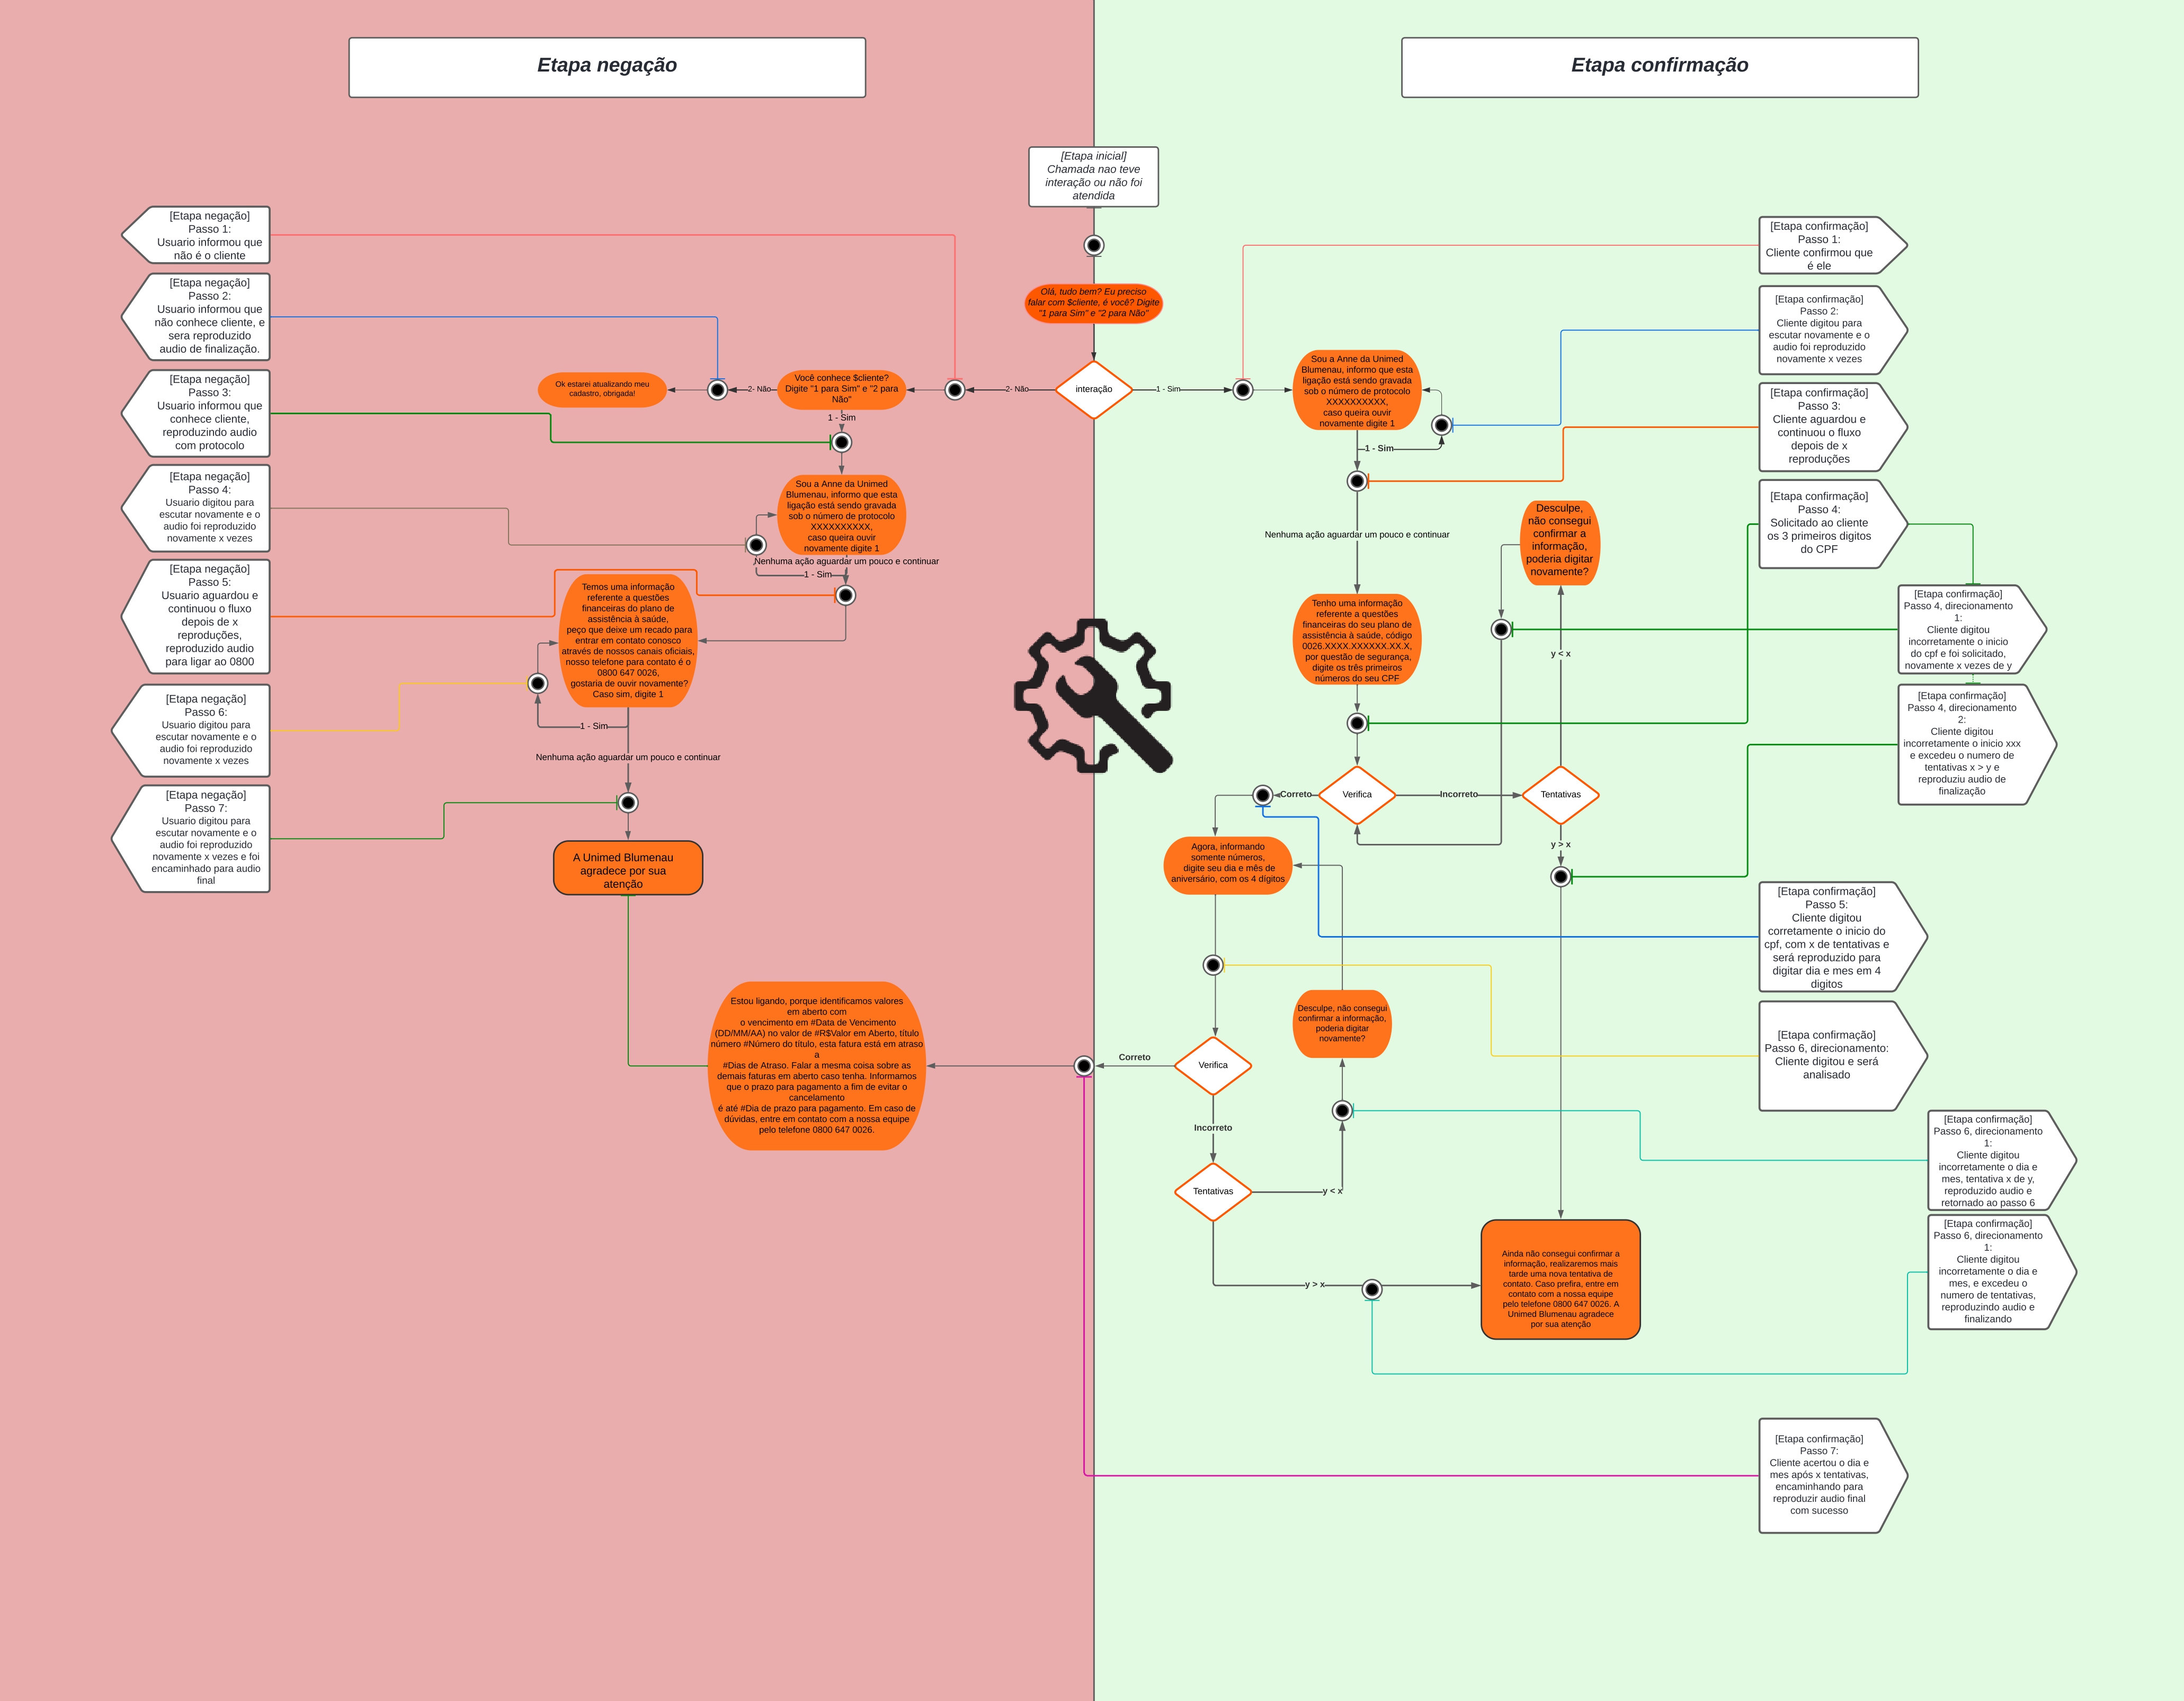 Etapa negação
Etapa confirmação
[Etapa inicial]
Chamada nao teve
interação ou não foi
atendida
Olá, tudo bem? Eu preciso
falar com $cliente, é você? Digite
"1 para Sim" e "2 para Não"
interação
2- Não
1 - Sim
[Etapa negação]
Passo 1:
Usuario informou que
não é o cliente
[Etapa negação]
Passo 2:
Usuario informou que
não conhece cliente, e
sera reproduzido
audio de finalização.
[Etapa negação]
Passo 3:
Usuario informou que
conhece cliente,
reproduzindo audio
com protocolo
[Etapa negação]
Passo 4:
Usuario digitou para
escutar novamente e o
audio foi reproduzido
novamente x vezes
[Etapa negação]
Passo 5:
Usuario aguardou e
continuou o fluxo
depois de x
reproduções,
reproduzido audio
para ligar ao 0800
[Etapa negação]
Passo 6:
Usuario digitou para
escutar novamente e o
audio foi reproduzido
novamente x vezes
[Etapa negação]
Passo 7:
Usuario digitou para
escutar novamente e o
audio foi reproduzido
novamente x vezes e foi
encaminhado para audio
final
Ok estarei atualizando meu
cadastro, obrigada!
2- Não
Você conhece $cliente?
Digite "1 para Sim" e "2 para
Não"
1 - Sim
Sou a Anne da Unimed
Blumenau, informo que esta
ligação está sendo gravada
sob o número de protocolo
XXXXXXXXXX,
caso queira ouvir
novamente digite 1
Nenhuma ação aguardar um pouco e continuar
1 - Sim
Temos uma informação
referente a questões
financeiras do plano de
assistência à saúde,
peço que deixe um recado para
entrar em contato conosco
através de nossos canais oficiais,
nosso telefone para contato é o
0800 647 0026,
gostaria de ouvir novamente?
Caso sim, digite 1
1 - Sim
Nenhuma ação aguardar um pouco e continuar
A Unimed Blumenau
agradece por sua
atenção
Estou ligando, porque identificamos valores
em aberto com
o vencimento em #Data de Vencimento
(DD/MM/AA) no valor de #R$Valor em Aberto, título
número #Número do título, esta fatura está em atraso
a
#Dias de Atraso. Falar a mesma coisa sobre as
demais faturas em aberto caso tenha. Informamos
que o prazo para pagamento a fim de evitar o
cancelamento
é até #Dia de prazo para pagamento. Em caso de
dúvidas, entre em contato com a nossa equipe
pelo telefone 0800 647 0026.
Sou a Anne da Unimed
Blumenau, informo que esta
ligação está sendo gravada
sob o número de protocolo
XXXXXXXXXX,
caso queira ouvir
novamente digite 1
1 - Sim
Nenhuma ação aguardar um pouco e continuar
Desculpe,
não consegui
confirmar a
informação,
poderia digitar
novamente?
Tenho uma informação
referente a questões
financeiras do seu plano de
assistência à saúde, código
0026.XXXX.XXXXXX.XX.X,
por questão de segurança,
digite os três primeiros
números do seu CPF
y < x
Correto
Verifica
Incorreto
Tentativas
y > x
Agora, informando
somente números,
digite seu dia e mês de
aniversário, com os 4 dígitos
Desculpe, não consegui
confirmar a informação,
poderia digitar
novamente?
Correto
Verifica
Incorreto
Tentativas
y < x
y > x
Ainda não consegui confirmar a
informação, realizaremos mais
tarde uma nova tentativa de
contato. Caso prefira, entre em
contato com a nossa equipe
pelo telefone 0800 647 0026. A
Unimed Blumenau agradece
por sua atenção
[Etapa confirmação]
Passo 1:
Cliente confirmou que
é ele
[Etapa confirmação]
Passo 2:
Cliente digitou para
escutar novamente e o
audio foi reproduzido
novamente x vezes
[Etapa confirmação]
Passo 3:
Cliente aguardou e
continuou o fluxo
depois de x
reproduções
[Etapa confirmação]
Passo 4:
Solicitado ao cliente
os 3 primeiros digitos
do CPF
[Etapa confirmação]
Passo 4, direcionamento
1:
Cliente digitou
incorretamente o inicio
do cpf e foi solicitado,
novamente x vezes de y
[Etapa confirmação]
Passo 4, direcionamento
2:
Cliente digitou
incorretamente o inicio xxx
e excedeu o numero de
tentativas x > y e
reproduziu audio de
finalização
[Etapa confirmação]
Passo 5:
Cliente digitou
corretamente o inicio do
cpf, com x de tentativas e
será reproduzido para
digitar dia e mes em 4
digitos
[Etapa confirmação]
Passo 6, direcionamento:
Cliente digitou e será
analisado
[Etapa confirmação]
Passo 6, direcionamento
1:
Cliente digitou
incorretamente o dia e
mes, tentativa x de y,
reproduzido audio e
retornado ao passo 6
[Etapa confirmação]
Passo 6, direcionamento
1:
Cliente digitou
incorretamente o dia e
mes, e excedeu o
numero de tentativas,
reproduzindo audio e
finalizando
[Etapa confirmação]
Passo 7:
Cliente acertou o dia e
mes após x tentativas,
encaminhando para
reproduzir audio final
com sucesso